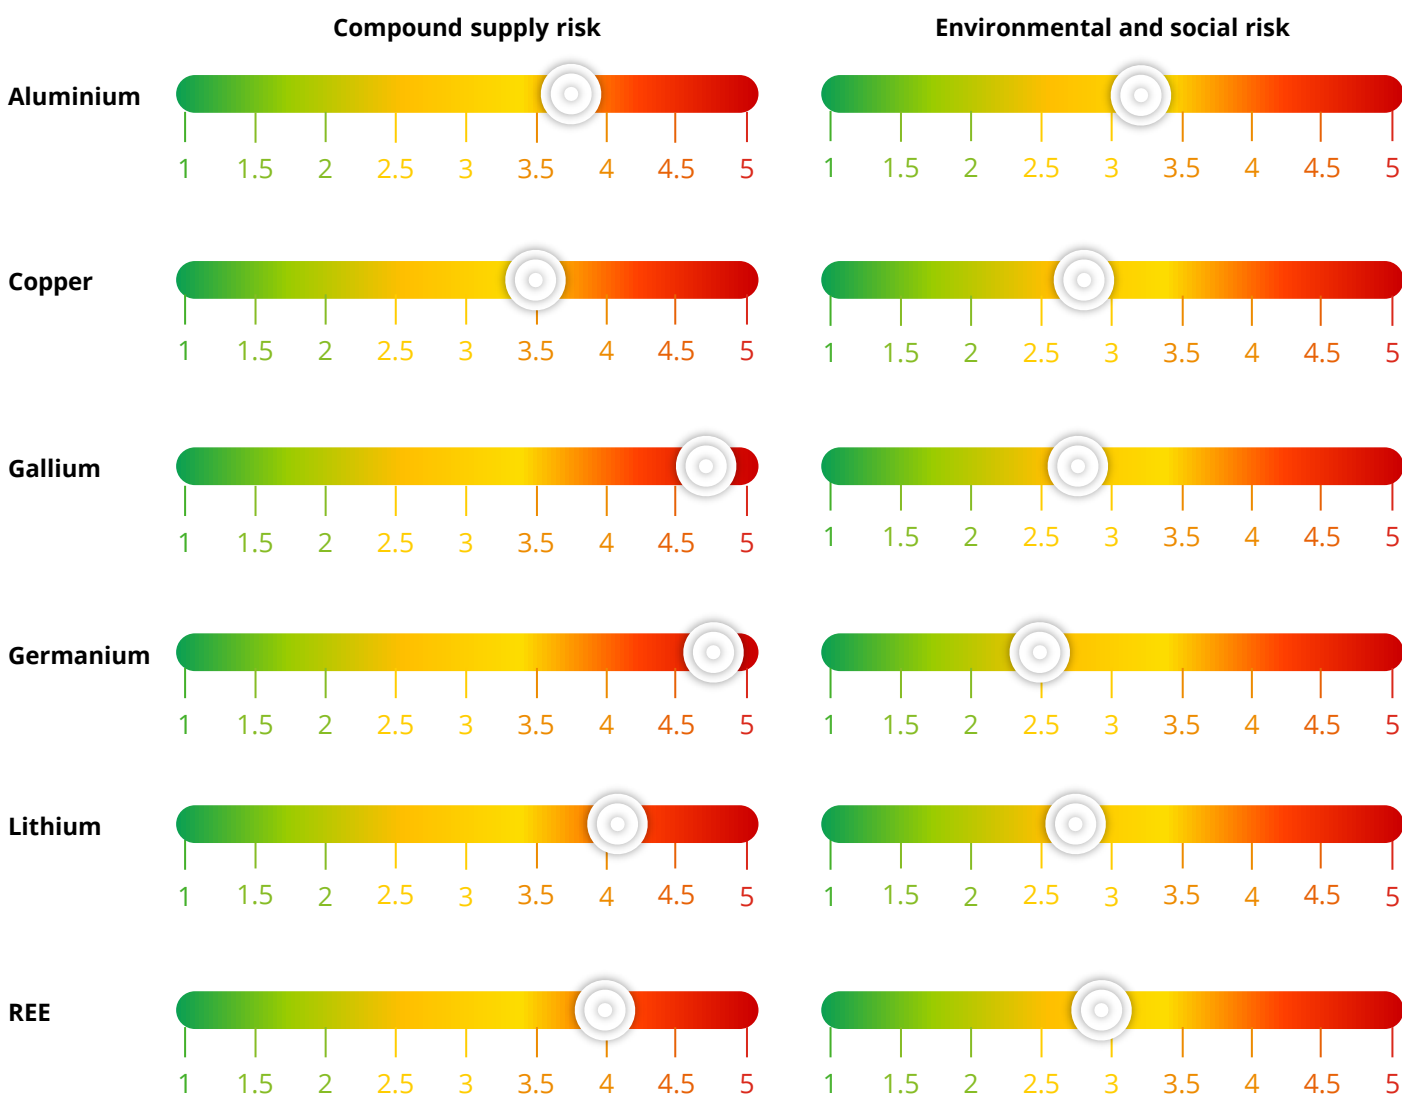 Compound supply risk Environmental and social risk
Aluminium
1 1.5 2 2.5 3 3.5 4 4.5 5 1 1.5 2 2.5 3 3.5 4 4.5 5
Copper
1 1.5 2 2.5 3 3.5 4 4.5 5 1 1.5 2 2.5 3 3.5 4 4.5 5
Gallium
1 1.5 2 2.5 3 3.5 4 4.5 5 1 1.5 2 2.5 3 3.5 4 4.5 5
Germanium
1 1.5 2 2.5 3 3.5 4 4.5 5 1 1.5 2 2.5 3 3.5 4 4.5 5
Lithium
1 1.5 2 2.5 3 3.5 4 4.5 5 1 1.5 2 2.5 3 3.5 4 4.5 5
REE
1 1.5 2 2.5 3 3.5 4 4.5 5 1 1.5 2 2.5 3 3.5 4 4.5 5